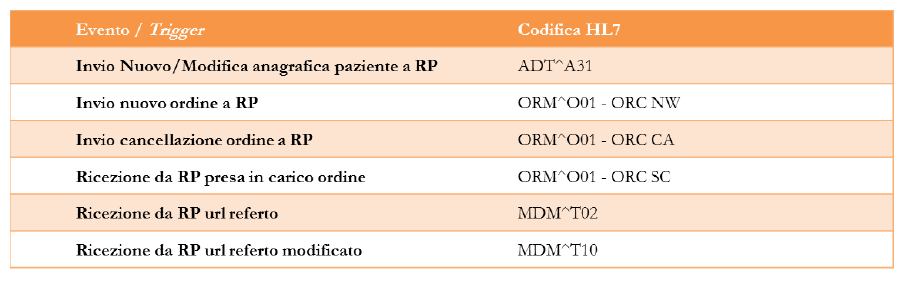 Evento / Trigger Codifica HL7
Invio Nuovo/Modifica anagrafica paziente a RP ADT^A31
Invio nuovo ordine a RP ORM^O01 - ORC NW
Invio cancellazione ordine a RP ORM^O01 - ORC CA
Ricezione da RP presa in carico ordine ORM^O01 - ORC SC
Ricezione da RP url referto MDM^T02
Ricezione da RP url referto modificato MDM^T10